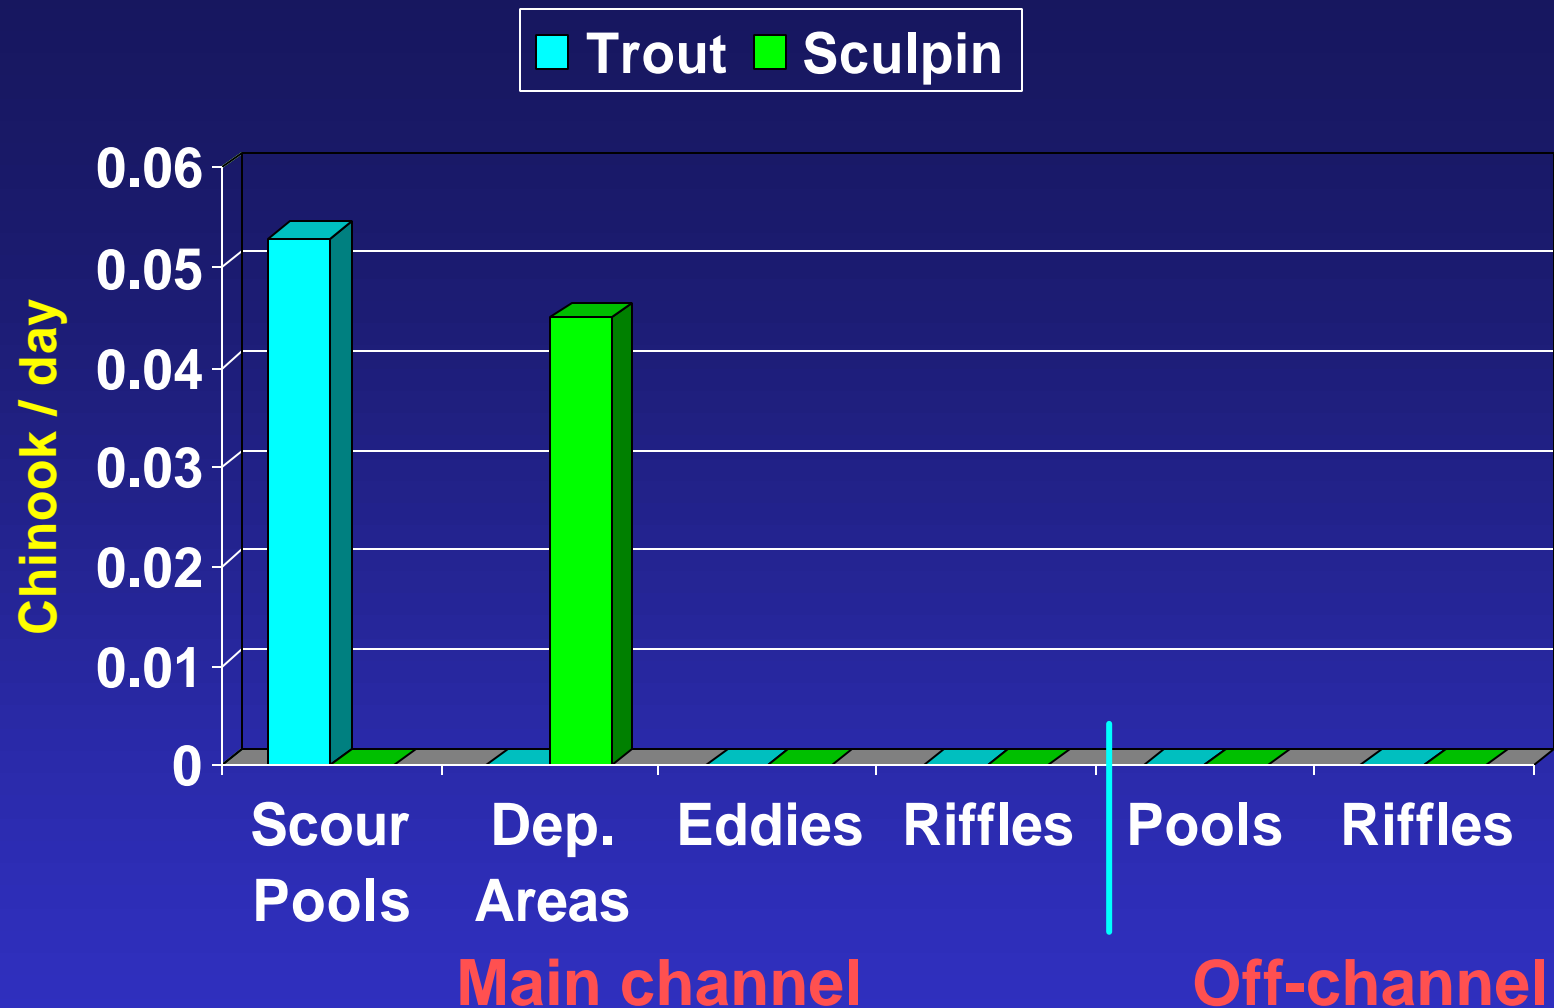 Trout Sculpin
0.06
0.05
0.04
0.03
0.02
0.01
0
Chinook / day
Scour Pools
Dep. Areas
Eddies
Riffles
Pools
Riffles
Main channel
Off-channel